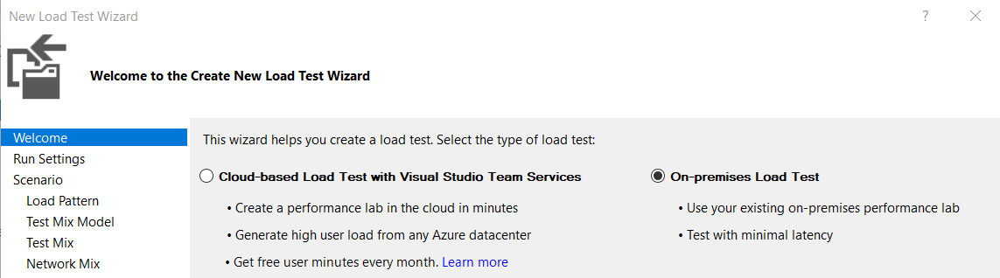 New Load Test Wizard
?
Welcome to the Create New Load Test Wizard
Welcome
Run Settings
Scenario
Load Pattern
Test Mix Model
Test Mix
Network Mix
This wizard helps you create a load test. Select the type of load test:
Cloud-based Load Test with Visual Studio Team Services
• Create a performance lab in the cloud in minutes
• Generate high user load from any Azure datacenter
• Get free user minutes every month. Learn more
On-premises Load Test
• Use your existing on-premises performance lab
• Test with minimal latency